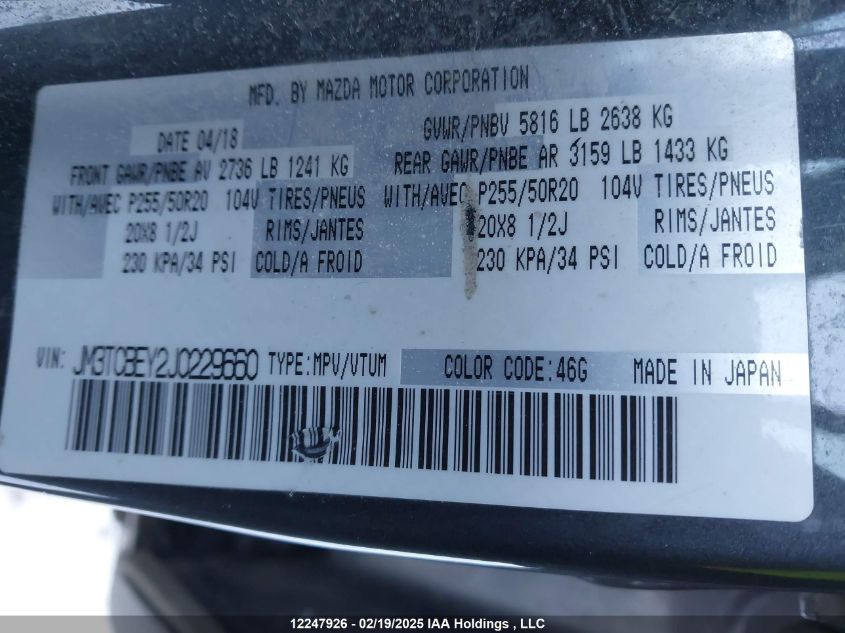 MFD. BY MAZDA MOTOR CORPORATION
DATE 04/18 GVWR/PNBV 5816 LB 2638 KG
FRONT GAWR/PNBE AV 2736 LB 1241 KG REAR GAWR/PNBE AR 3159 LB 1433 KG
WITH/AVEC P255/50R20 104V TIRES/PNEUS WITH/AVEC P255/50R20 104V TIRES/PNEUS
20X8 1/2J RIMS/JANTES 20X8 1/2J RIMS/JANTES
230 KPA/34 PSI COLD/A FROID 230 KPA/34 PSI COLD/A FROID
VIN: JM3TCBEY2J0229660 TYPE:MPV/VTUM COLOR CODE:46G MADE IN JAPAN
12247926 - 02/19/2025 IAA Holdings , LLC